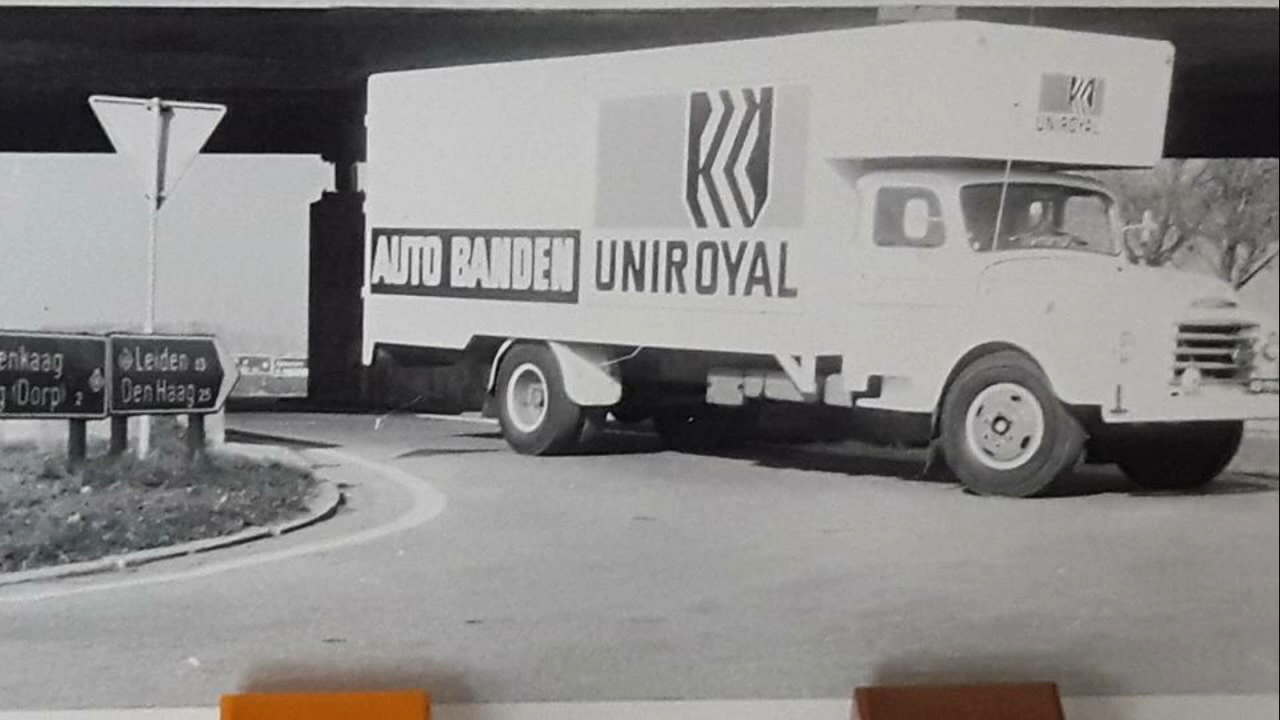 UNIROYAL
AUTO BANDEN
UNIROYAL
enkaag
g (Dorp) 2
Leiden 13
Den Haag 25